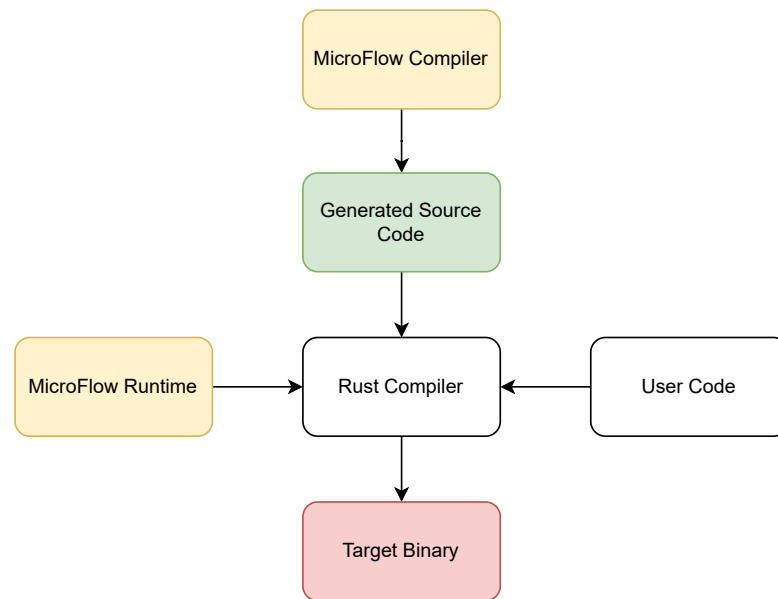 MicroFlow Compiler
Generated Source
Code
MicroFlow Runtime
Rust Compiler
User Code
Target Binary